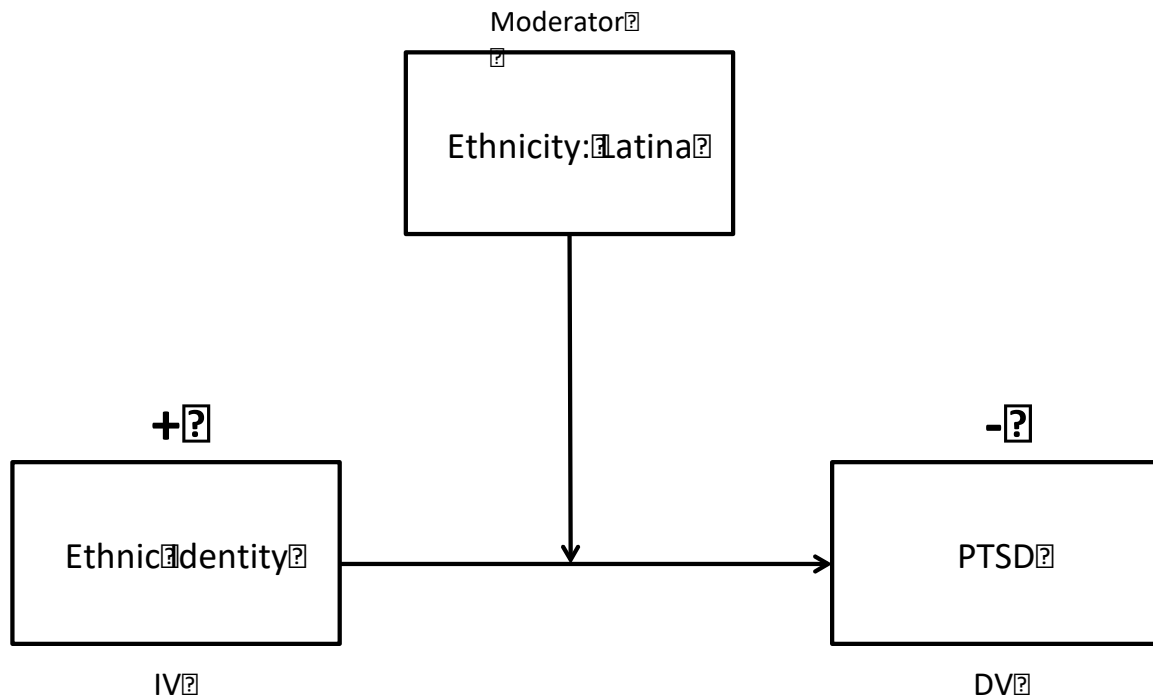 Moderator⍰
⍰
Ethnicity:⍰Latina⍰
+⍰
-⍰
Ethnic⍰Identity⍰
PTSD⍰
IV⍰
DV⍰